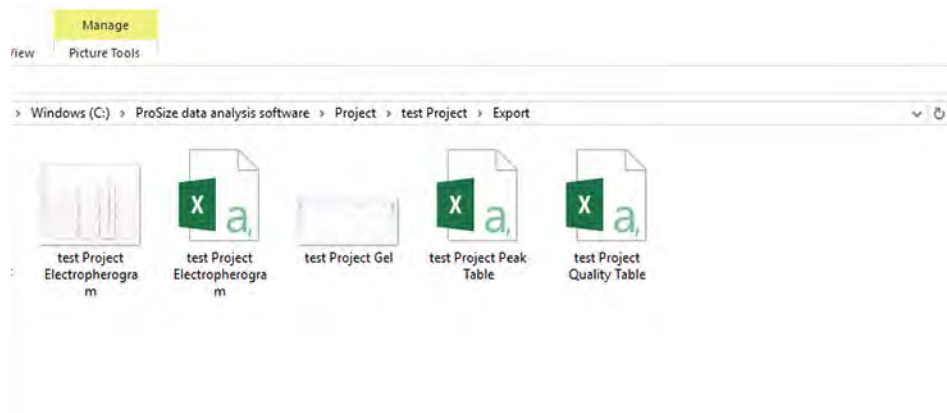 Manage
View
Picture Tools
> Windows (C:) > ProSize data analysis software > Project > test Project > Export
test Project
Electropherogra
m
test Project
Electropherogra
m
test Project Gel
test Project Peak
Table
test Project
Quality Table